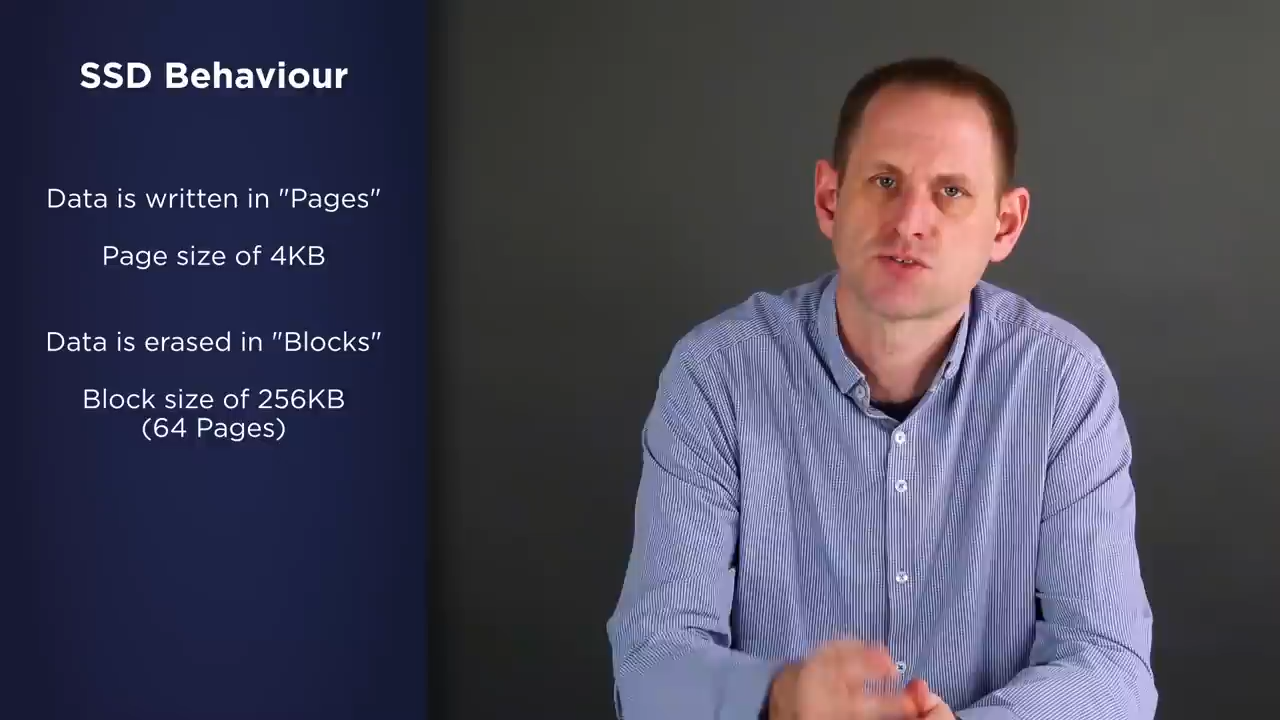 SSD Behaviour
Data is written in "Pages"
Page size of 4KB
Data is erased in "Blocks"
Block size of 256KB
(64 Pages)